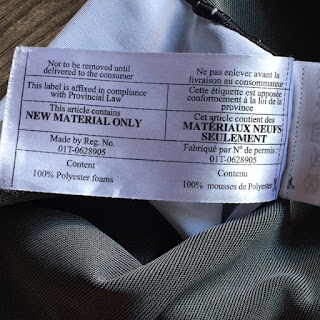 Not to be removed until
delivered to the consumer
This label is affixed in compliance
with Provincial Law
This article contains
NEW MATERIAL ONLY
Made by Reg. No.
01T-0628905
Content
100% Polyester foams
Ne pas enlever avant la
livraison au consommateur
Cette étiquette est apposée
conformément à la loi de la
province
Cet article contient des
MATÉRIAUX NEUFS
SEULEMENT
Fabriqué par N° de permis :
01T-0628905
Contenu
100% mousses de Polyester